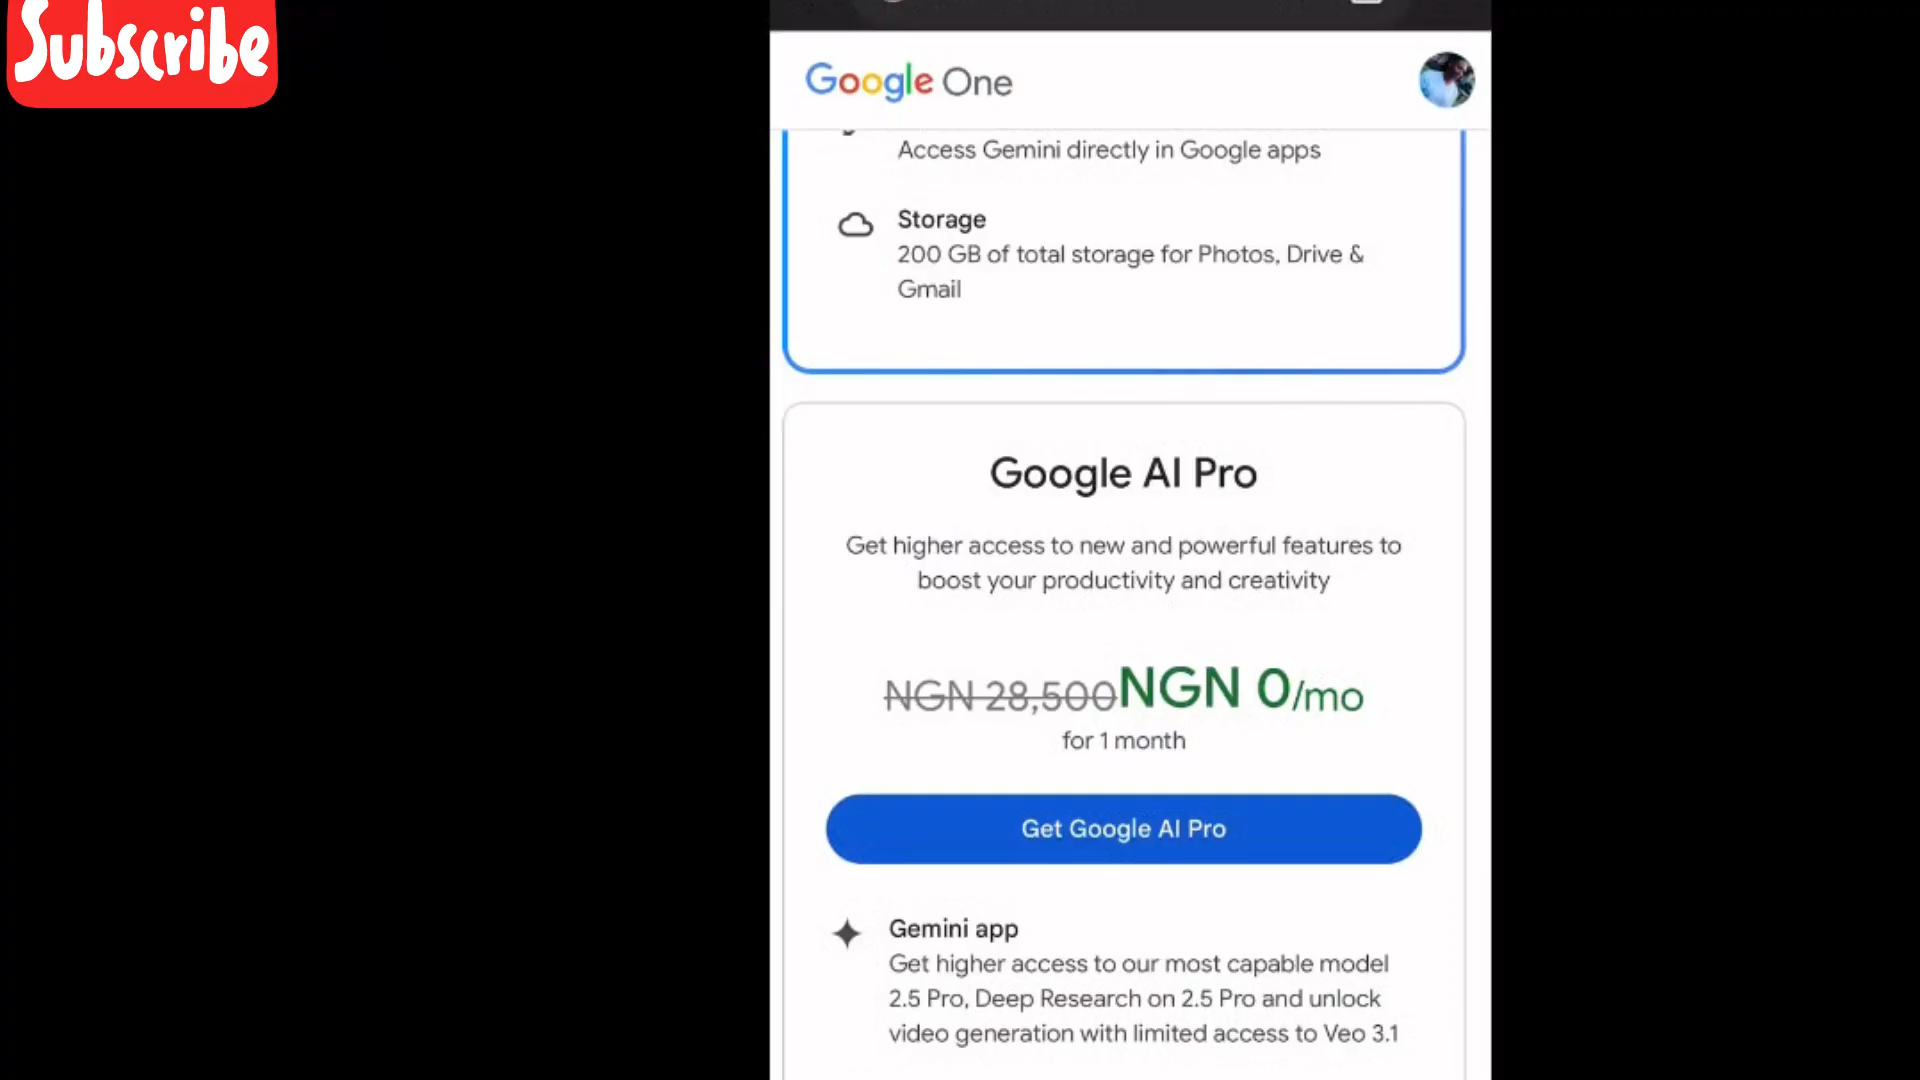 Subscribe
Google One
Access Gemini directly in Google apps
Storage
200 GB of total storage for Photos, Drive &
Gmail
Google AI Pro
Get higher access to new and powerful features to
boost your productivity and creativity
NGN 28,500 NGN 0/mo
for 1 month
Get Google AI Pro
Gemini app
Get higher access to our most capable model
2.5 Pro, Deep Research on 2.5 Pro and unlock
video generation with limited access to Veo 3.1